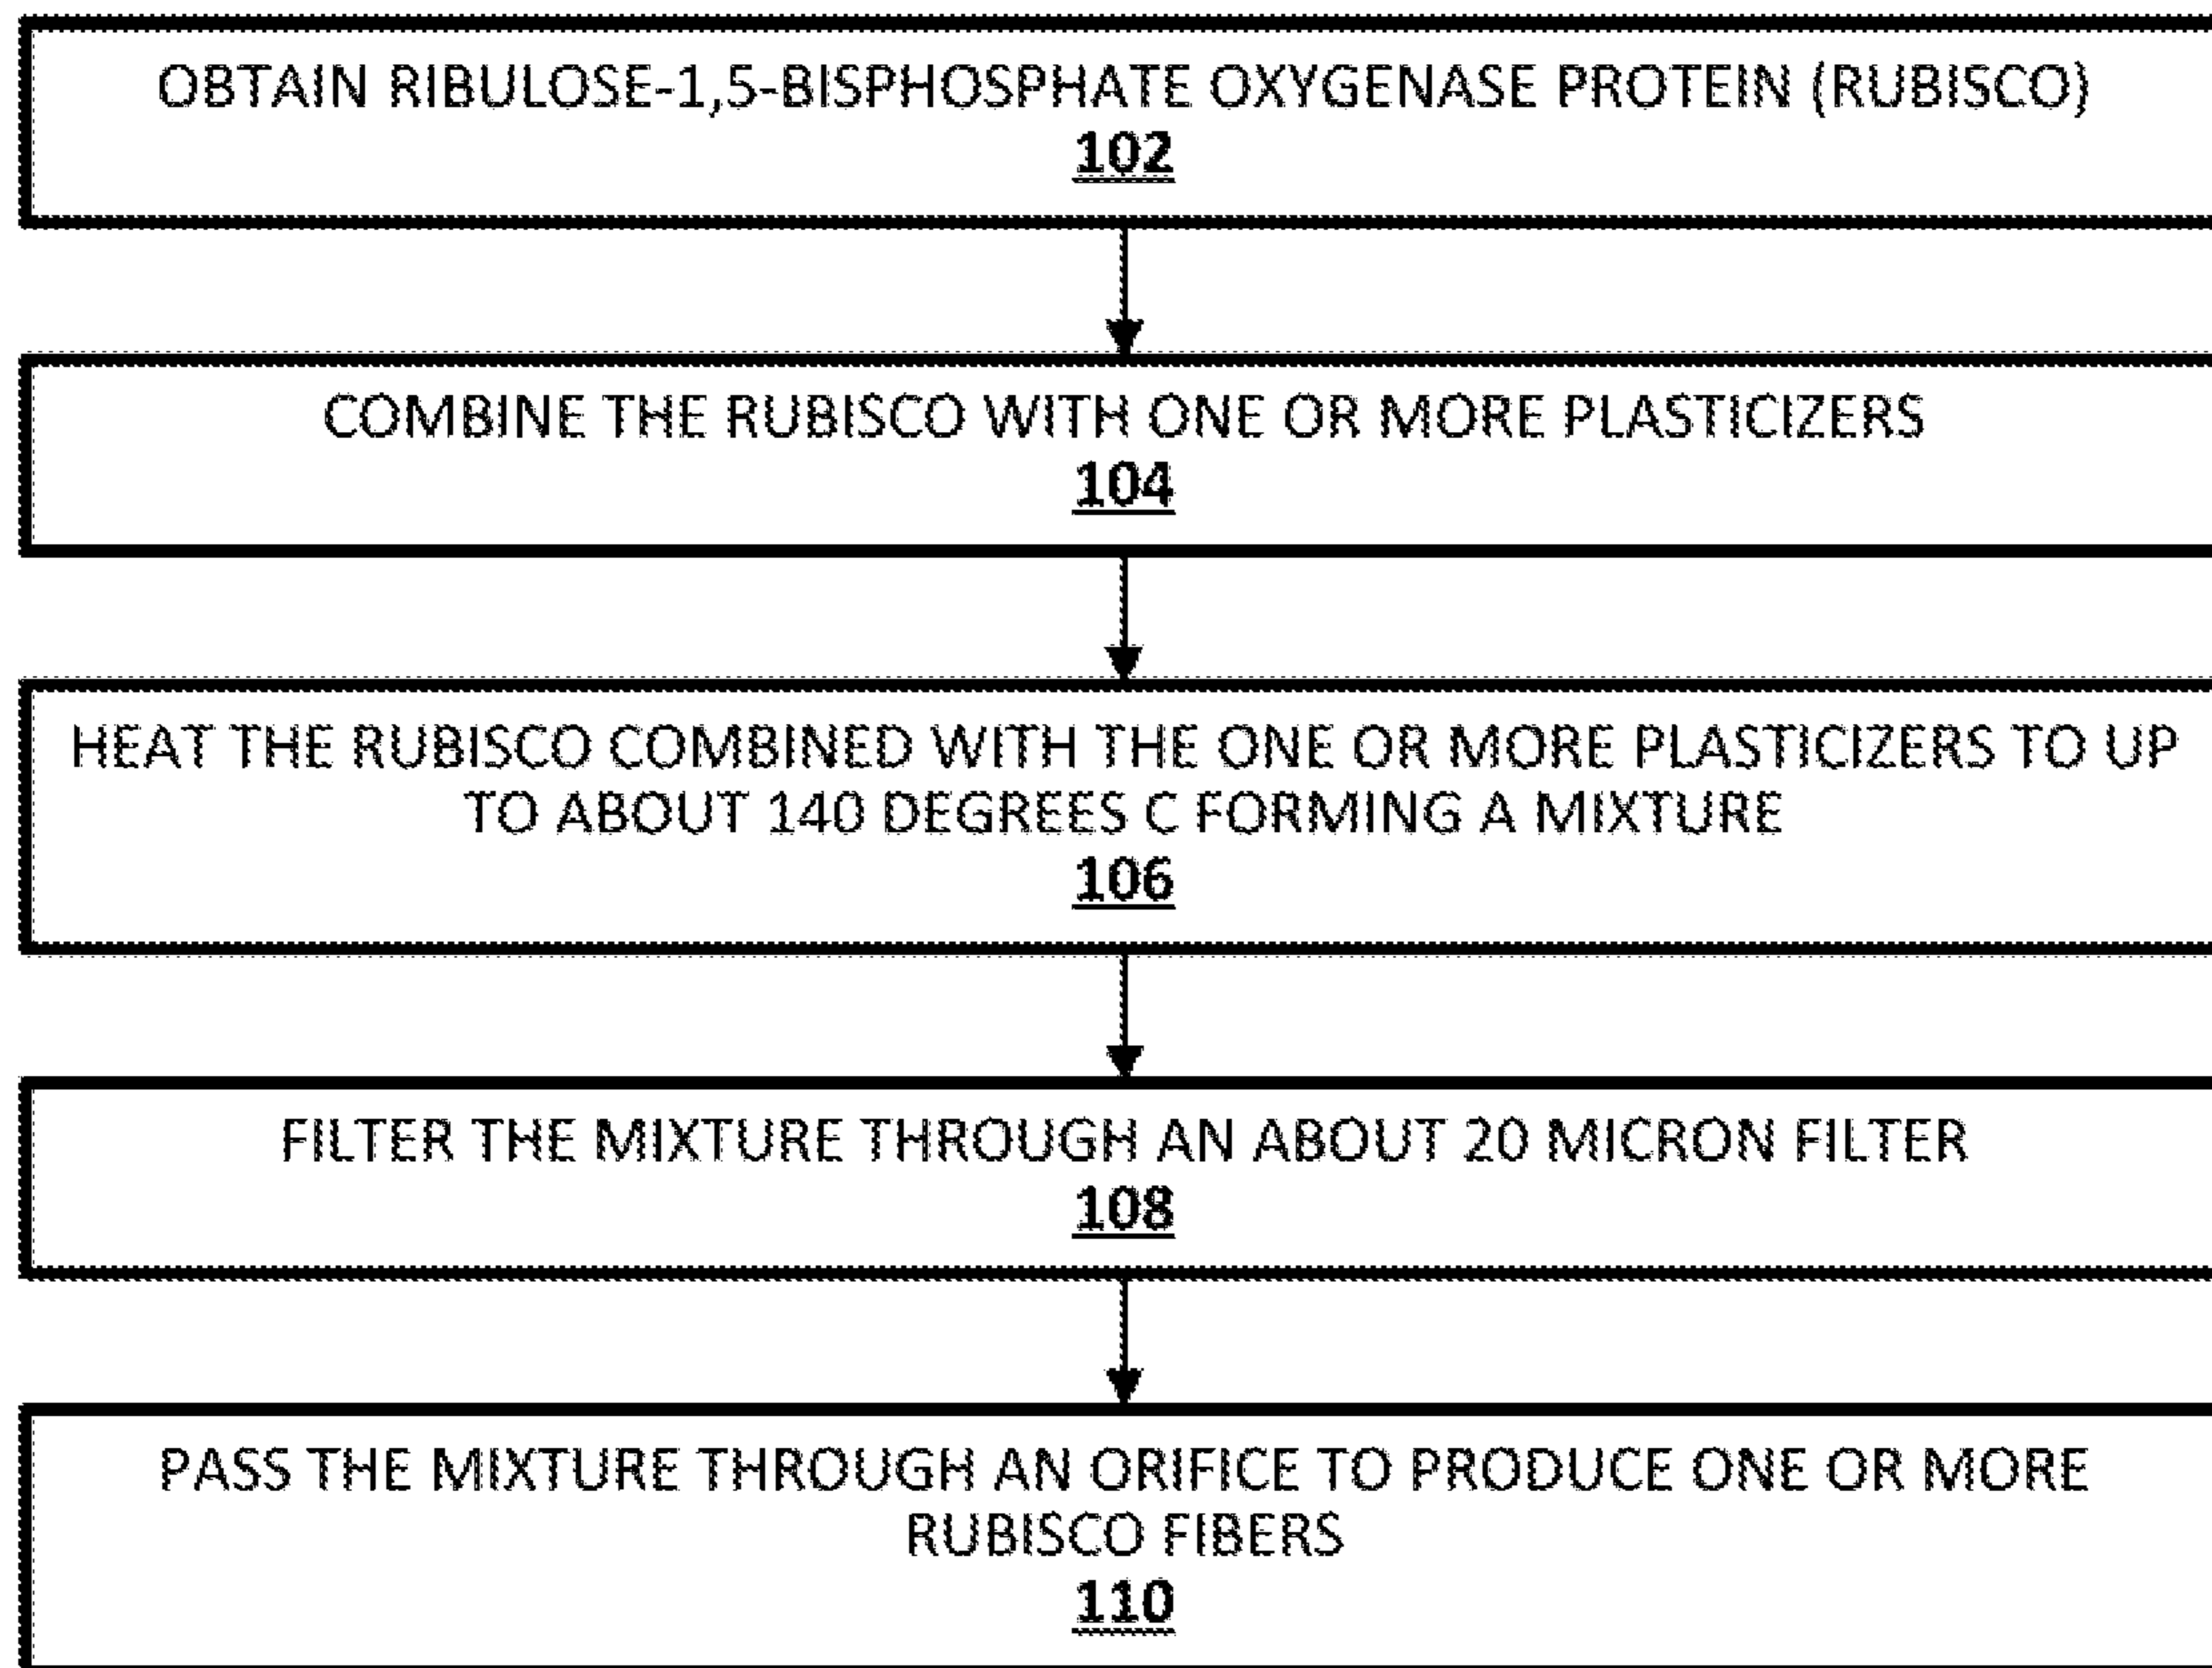 OBTAIN RIBULOSE-1,5-BISPHOSPHATE OXYGENASE PROTEIN (RUBISCO)
102
COMBINE THE RUBISCO WITH ONE OR MORE PLASTICIZERS
104
HEAT THE RUBISCO COMBINED WITH THE ONE OR MORE PLASTICIZERS TO UP
TO ABOUT 140 DEGREES C FORMING A MIXTURE
106
FILTER THE MIXTURE THROUGH AN ABOUT 20 MICRON FILTER
108
PASS THE MIXTURE THROUGH AN ORIFICE TO PRODUCE ONE OR MORE
RUBISCO FIBERS
110